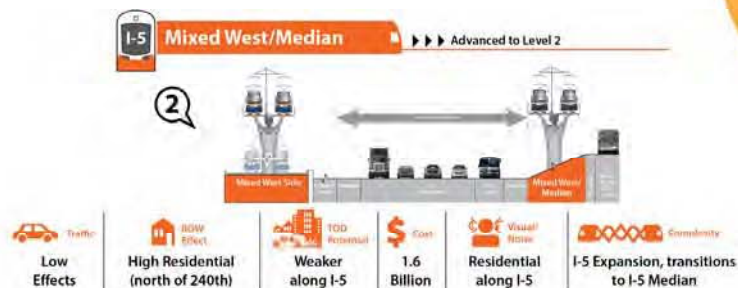 I-5
Mixed West/Median
Advanced to Level 2
2
Mixed West Side
Mixed West/
Median
Traffic
Low
Effects
ROW
Effect
High Residential
(north of 240th)
TOD
Potential
Weaker
along I-5
Cost
1.6
Billion
Visual/
Noise
Residential
along I-5
Complexity
I-5 Expansion, transitions
to I-5 Median